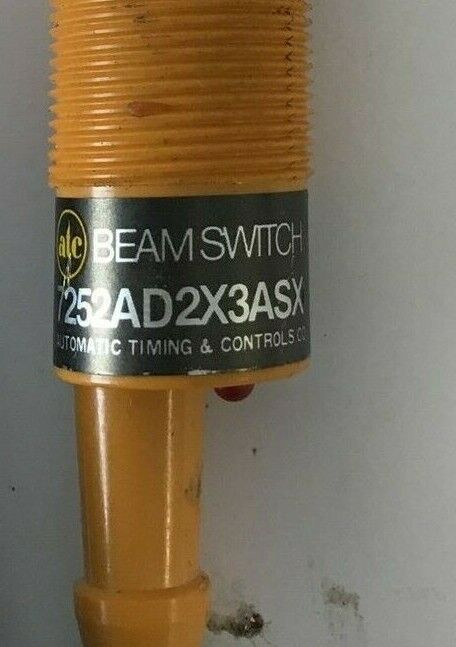 atc BEAM SWITCH
7252AD2X3ASX
AUTOMATIC TIMING & CONTROLS CO